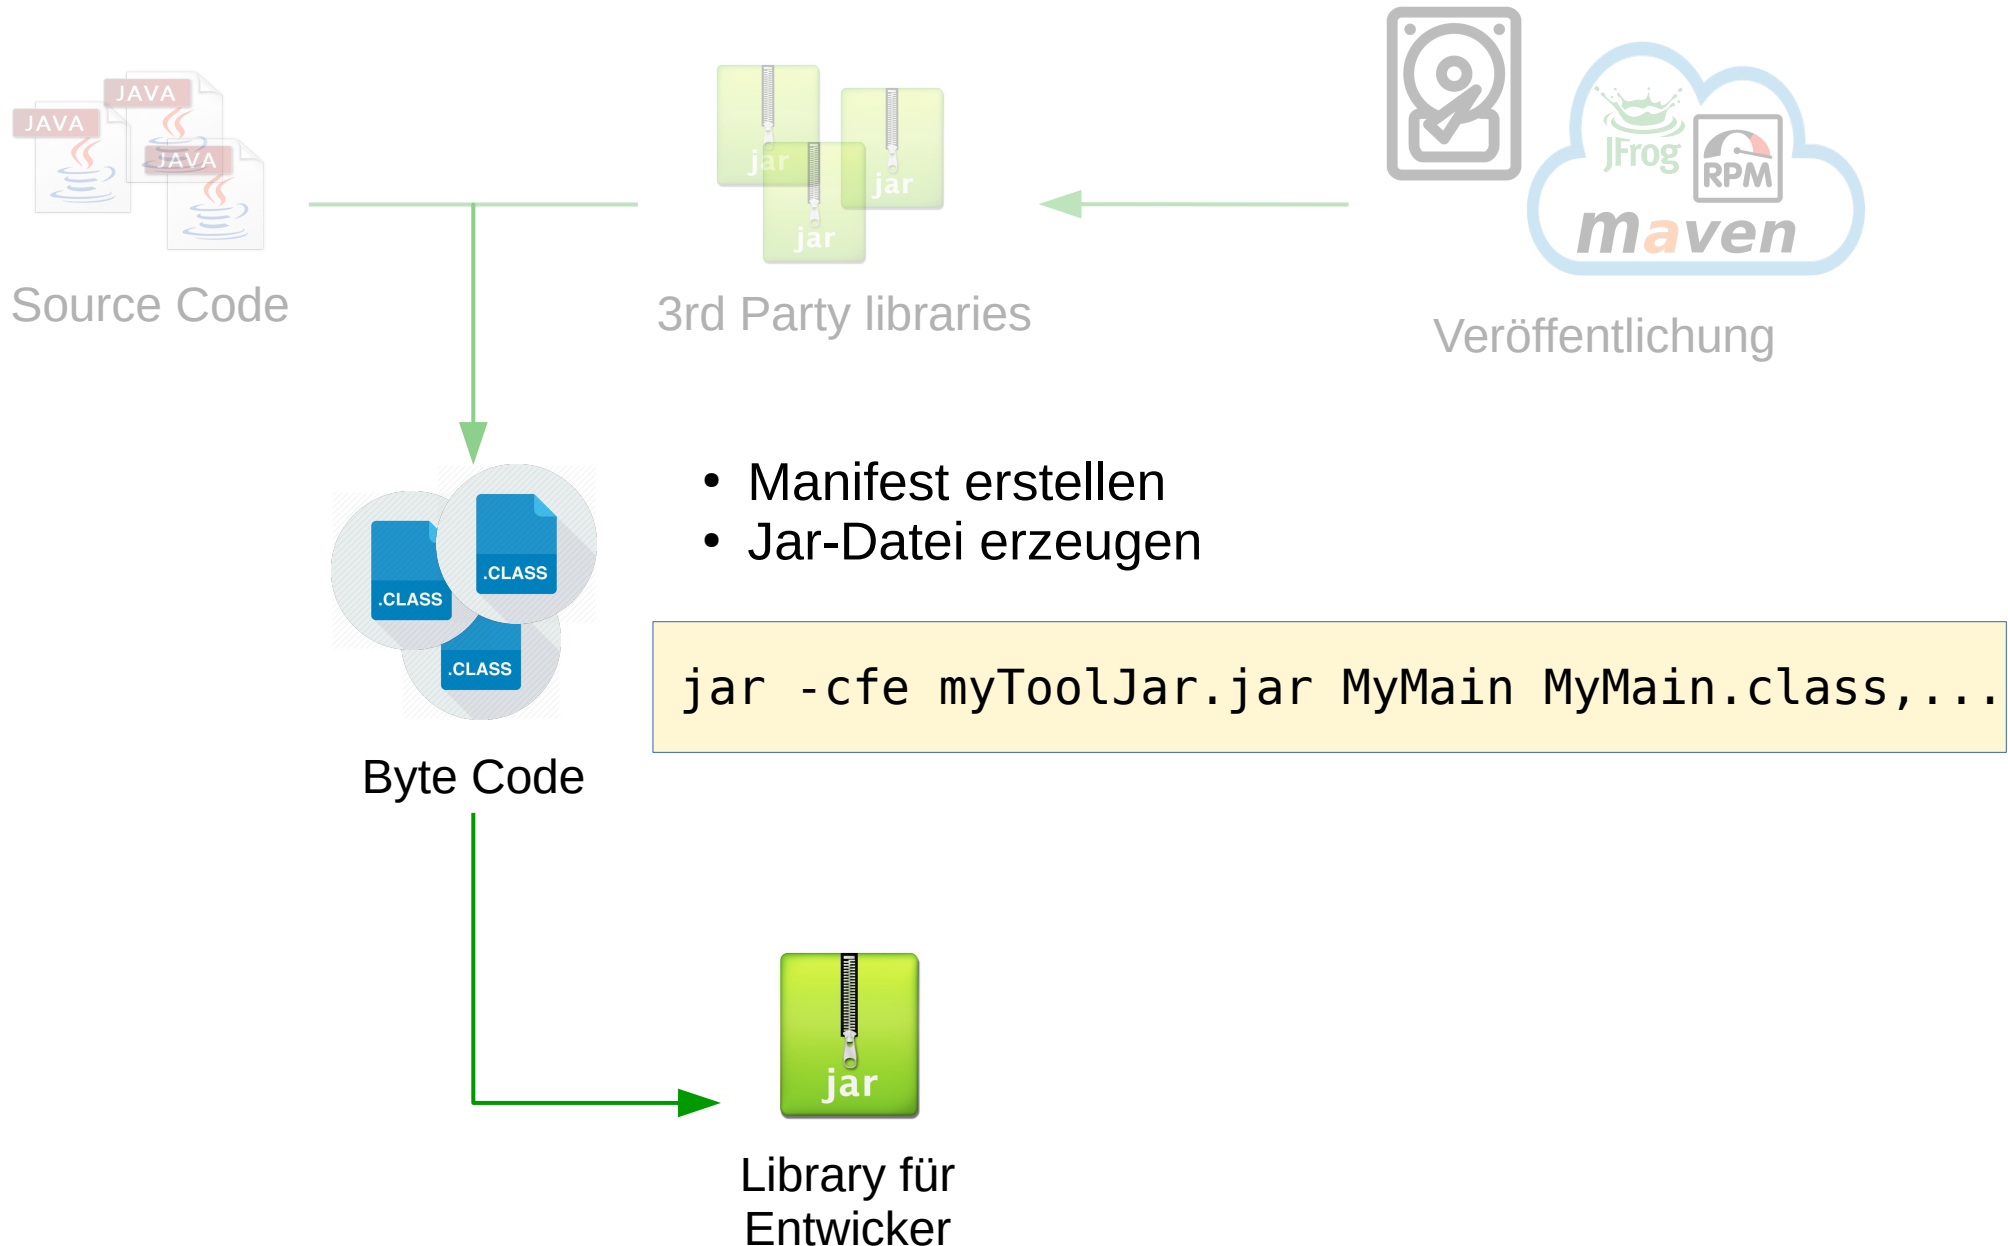 JAVA
JAVA
JAVA
Source Code
jar
jar
jar
3rd Party libraries
JFrog
RPM
maven
Veröffentlichung
• Manifest erstellen
• Jar-Datei erzeugen
.CLASS
.CLASS
.CLASS
jar -cfe myToolJar.jar MyMain MyMain.class,...
Byte Code
jar
Library für
Entwicker